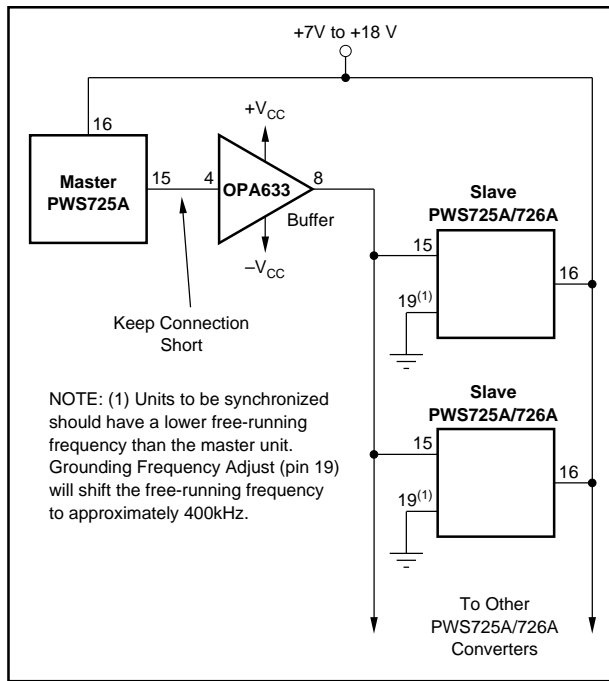 +7V to +18 V
16
Master
PWS725A
15
4
+VCC
OPA633
8
Buffer
–VCC
Keep Connection
Short
Slave
PWS725A/726A
15
16
19(1)
Slave
PWS725A/726A
15
16
19(1)
NOTE: (1) Units to be synchronized
should have a lower free-running
frequency than the master unit.
Grounding Frequency Adjust (pin 19)
will shift the free-running frequency
to approximately 400kHz.
To Other
PWS725A/726A
Converters